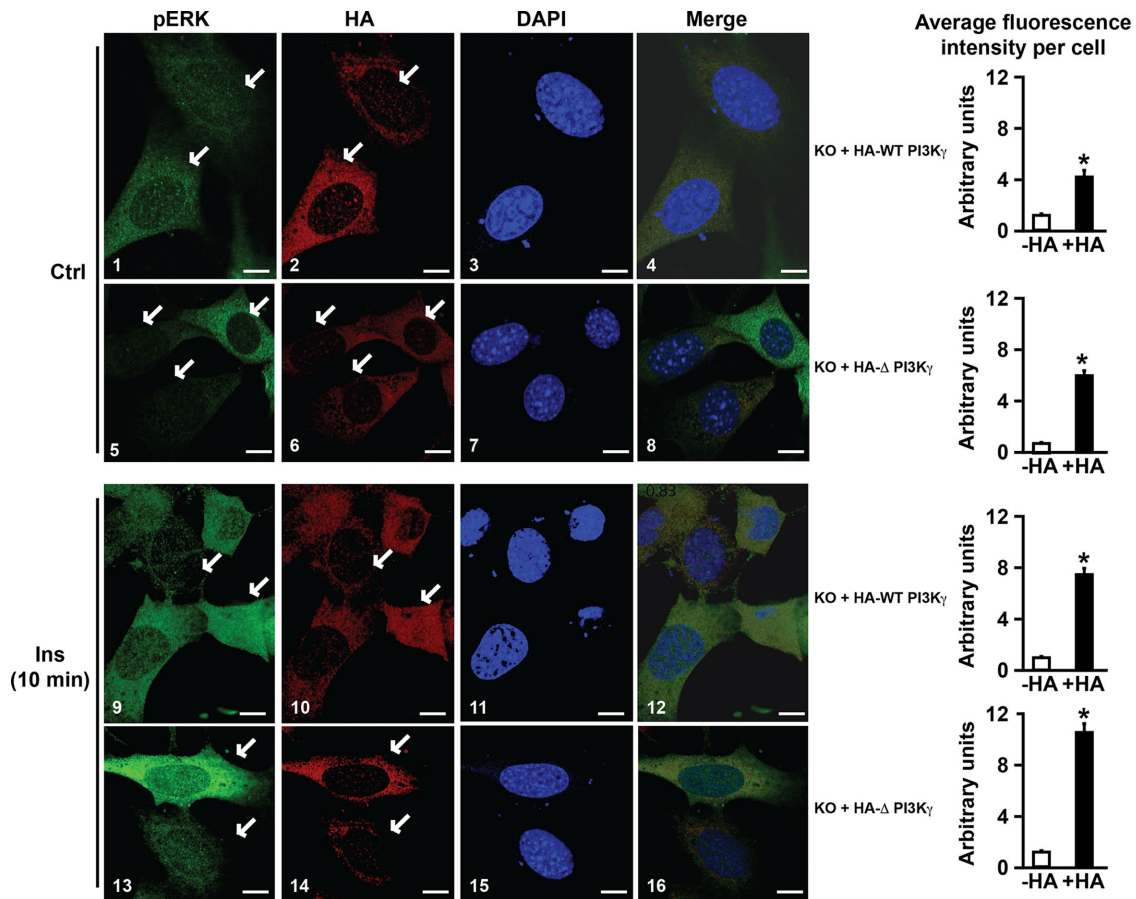 pERK HA DAPI Merge
Average fluorescence
intensity per cell
Ctrl
1 2 3 4
KO + HA-WT PI3Kγ
Arbitrary units
12
8
4
0
-HA +HA
*
5 6 7 8
KO + HA-Δ PI3Kγ
Arbitrary units
12
8
4
0
-HA +HA
*
Ins
(10 min)
0.83
9 10 11 12
KO + HA-WT PI3Kγ
Arbitrary units
12
8
4
0
-HA +HA
*
13 14 15 16
KO + HA-Δ PI3Kγ
Arbitrary units
12
8
4
0
-HA +HA
*